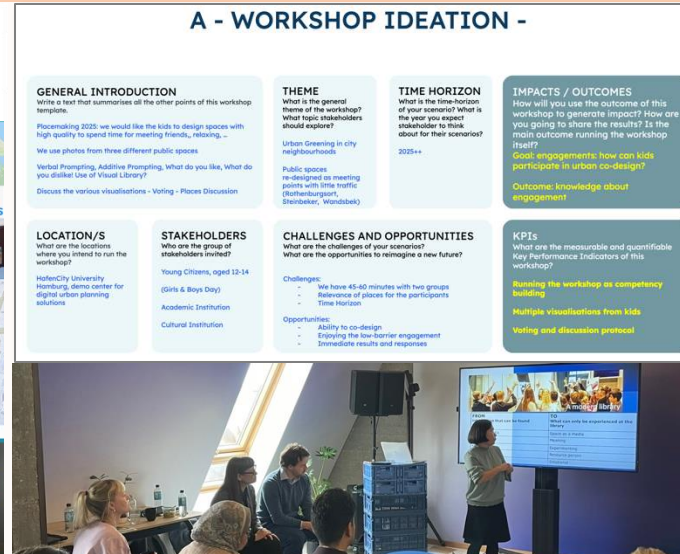 A - WORKSHOP IDEATION -
GENERAL INTRODUCTION
Write a text that summarises all the other points of this workshop
template.
Placemaking 2025: we would like the kids to design spaces with
high quality to spend time for meeting friends,, relaxing, ...
We use photos from three different public spaces
Verbal Prompting, Additive Prompting, What do you like, What do
you dislike! Use of Visual Library?
Discuss the various visualisations - Voting - Places Discussion
THEME
What is the general
theme of the workshop?
What topic stakeholders
should explore?
Urban Greening in city
neighbourhoods
Public spaces
re-designed as meeting
points with little traffic
(Rothenburgsort,
Steinbeker, Wandsbek)
TIME HORIZON
What is the time-horizon
of your scenario? What is
the year you expect
stakeholder to think
about for their scenarios?
2025++
IMPACTS / OUTCOMES
How will you use the outcome of this
workshop to generate impact? How are
you going to share the results? Is the
main outcome running the workshop
itself?
Goal: engagements: how can kids
participate in urban co-design?
Outcome: knowledge about
engagement
LOCATION/S
What are the locations
where you intend to run the
workshop?
HafenCity University
Hamburg, demo center for
digital urban planning
solutions
STAKEHOLDERS
Who are the group of
stakeholders invited?
Young Citizens, aged 12-14
(Girls & Boys Day)
Academic Institution
Cultural Institution
CHALLENGES AND OPPORTUNITIES
What are the challenges of your scenarios?
What are the opportunities to reimagine a new future?
Challenges:
- We have 45-60 minutes with two groups
- Relevance of places for the participants
- Time Horizon
Opportunities:
- Ability to co-design
- Enjoying the low-barrier engagement
- Immediate results and responses
KPIs
What are the measurable and quantifiable
Key Performance Indicators of this
workshop?
Running the workshop as competency
building
Multiple visualisations from kids
Voting and discussion protocol
A modern library
FROM
TO
What can only be experienced at the
library